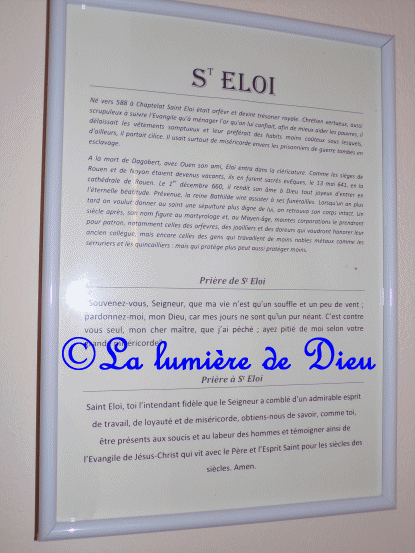 ST ELOI
Né vers 588 à Chaptelat Saint Eloi était orfèvr et devint trésorier royale. Chrétien vertueux, aussi
scrupuleux à suivre l'Evangile qu'à ménager l'or qu'on lui confiait, afin de mieux aider les pauvres, il
délaissait les vêtements somptueux et leur préférait des habits moins coûteux sous lesquels,
d'ailleurs, il portait cilice. Il usait surtout de miséricorde envers les prisonniers de guerre tombés en
esclavage.
A la mort de Dagobert, avec Ouen son ami, Eloi entra dans la cléricature. Comme les sièges de
Rouen et de Noyon étaient devenus vacants, ils en furent sacrés évêques, le 13 mai 641, en la
cathédrale de Rouen. Le 1er décembre 660, il rendit son âme à Dieu tout joyeux d'entrer en
l'éternelle béatitude. Prévenue, la reine Bathilde vint assister à ses funérailles. Lorsqu'un an plus
tard on voulut donner au saint une sépulture plus digne de lui, on retrouva son corps intact. Un
siècle après, son nom figure au martyrologe et, au Moyen-âge, maintes corporations le prendront
pour patron, notamment celles des orfèvres, des joailliers et des doreurs qui voudront honorer leur
ancien collègue, mais encore celles des gens qui travaillent de moins nobles métaux comme les
serruriers et les quincailliers : mais qui protège plus peut aussi protéger moins.
Prière de St Eloi
Souvenez-vous, Seigneur, que ma vie n'est qu'un souffle et un peu de vent ;
pardonnez-moi, mon Dieu, car mes jours ne sont qu'un pur néant. C'est contre
vous seul, mon cher maître, que j'ai péché ; ayez pitié de moi selon votre
grande miséricorde
©La lumière de Dieu
Prière à St Eloi
Saint Eloi, toi l'intendant fidèle que le Seigneur a comblé d'un admirable esprit
de travail, de loyauté et de miséricorde, obtiens-nous de savoir, comme toi,
être présents aux soucis et au labeur des hommes et témoigner ainsi de
l'Evangile de Jésus-Christ qui vit avec le Père et l'Esprit Saint pour les siècles des
siècles. Amen.